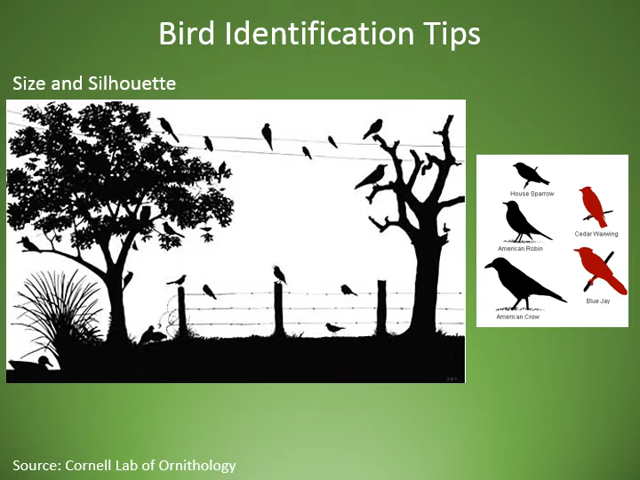 Bird Identification Tips
Size and Silhouette
House Sparrow
Cedar Waxwing
American Robin
Blue Jay
American Crow
Source: Cornell Lab of Ornithology